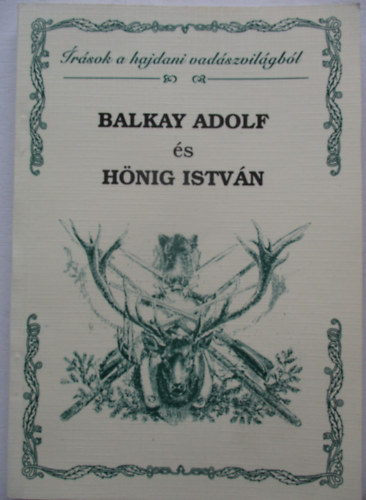 Írások a hajdani vadászvilágból
BALKAY ADOLF
és
HÖNIG ISTVÁN